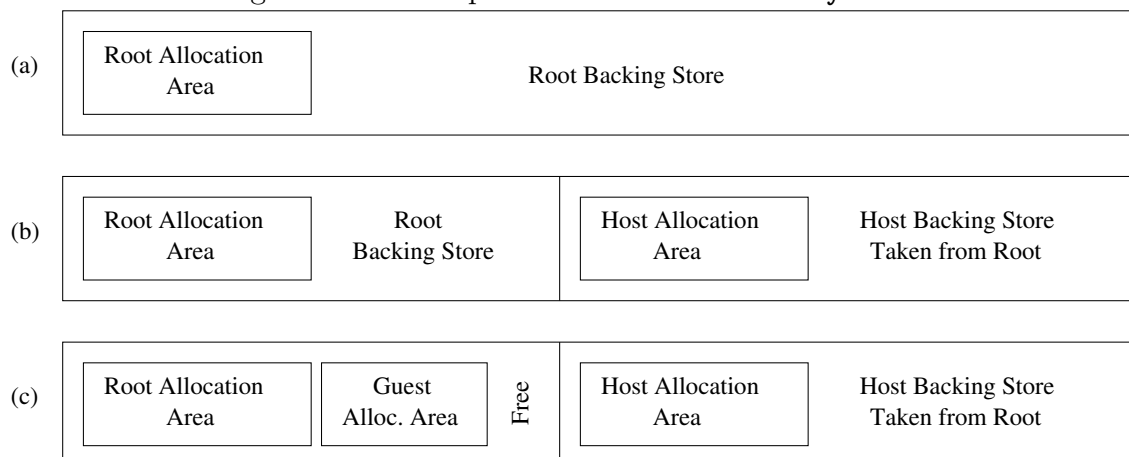 (a)
Root Allocation
Area
Root Backing Store
(b)
Root Allocation
Area
Root
Backing Store
Host Allocation
Area
Host Backing Store
Taken from Root
(c)
Root Allocation
Area
Guest
Alloc. Area
Free
Host Allocation
Area
Host Backing Store
Taken from Root